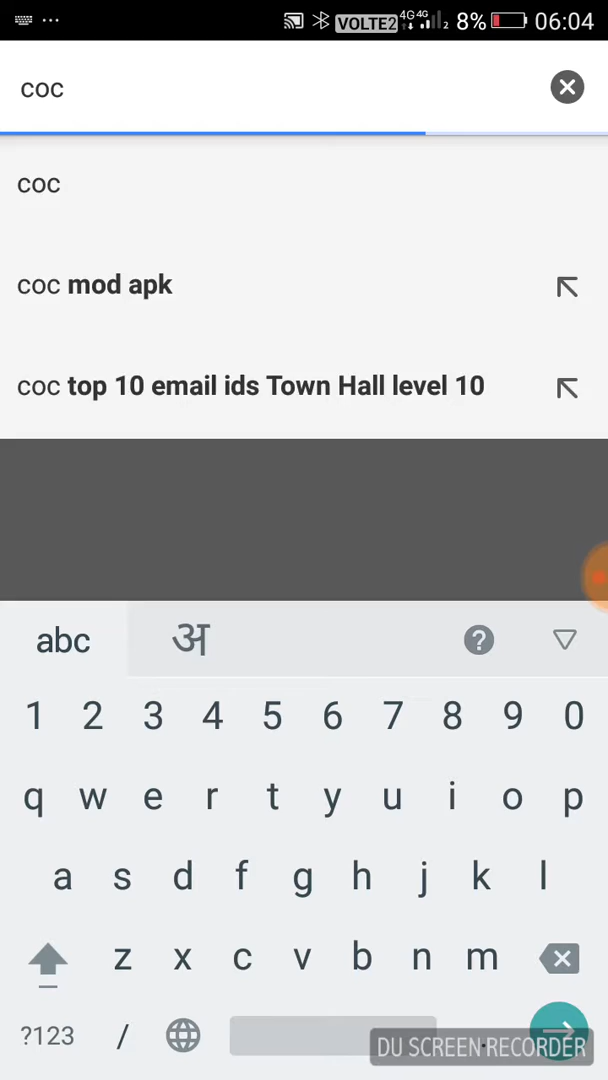 VOLTE2 4G 4G 2 8% 06:04
coc
coc
coc mod apk
coc top 10 email ids Town Hall level 10
abc अ ?
1 2 3 4 5 6 7 8 9 0
q w e r t y u i o p
a s d f g h j k l
z x c v b n m
?123 / .
DU SCREEN RECORDER